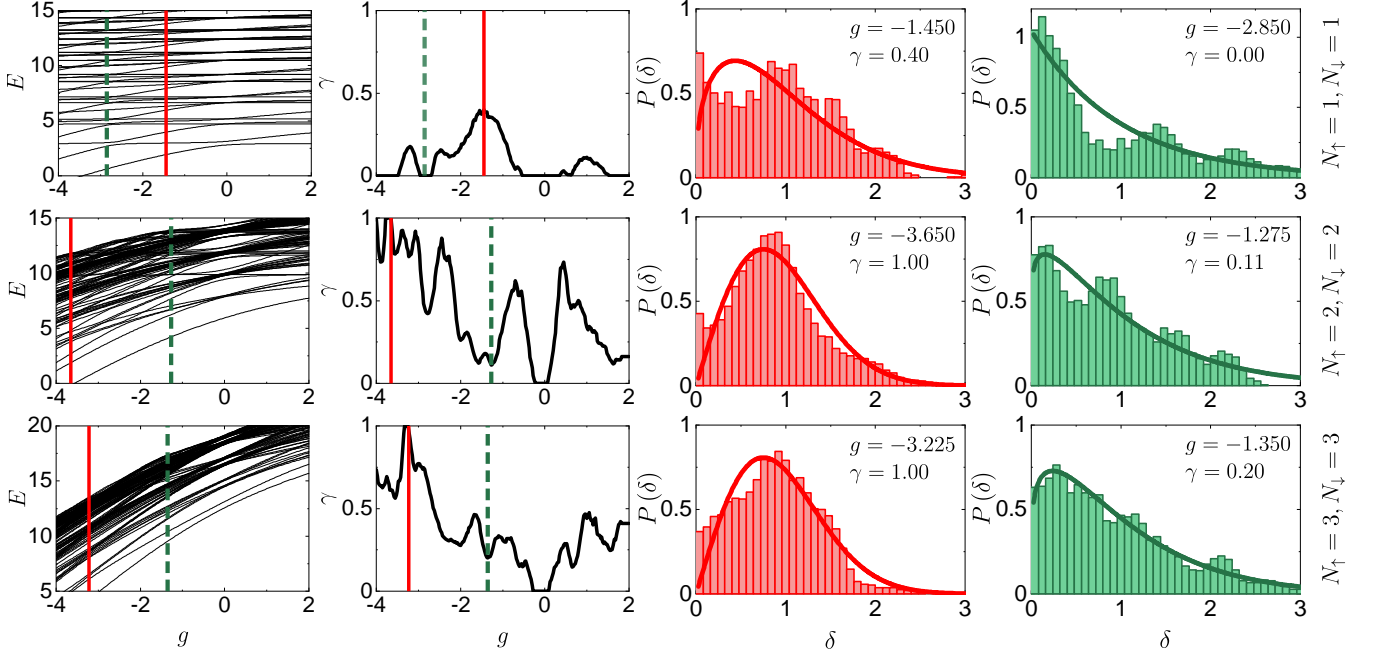 15
10
5
0
E
-4
-2
0
2
1
0.5
0
γ
-4
-2
0
2
1
0.5
0
P (δ)
g = −1.450
γ = 0.40
0
1
2
3
1
0.5
0
P (δ)
g = −2.850
γ = 0.00
0
1
2
3
N↑ = 1, N↓ = 1
15
10
5
0
E
-4
-2
0
2
1
0.5
0
γ
-4
-2
0
2
1
0.5
0
P (δ)
g = −3.650
γ = 1.00
0
1
2
3
1
0.5
0
P (δ)
g = −1.275
γ = 0.11
0
1
2
3
N↑ = 2, N↓ = 2
20
15
10
5
E
-4
-2
0
2
g
1
0.5
0
γ
-4
-2
0
2
g
1
0.5
0
P (δ)
g = −3.225
γ = 1.00
0
1
2
3
δ
1
0.5
0
P (δ)
g = −1.350
γ = 0.20
0
1
2
3
δ
N↑ = 3, N↓ = 3